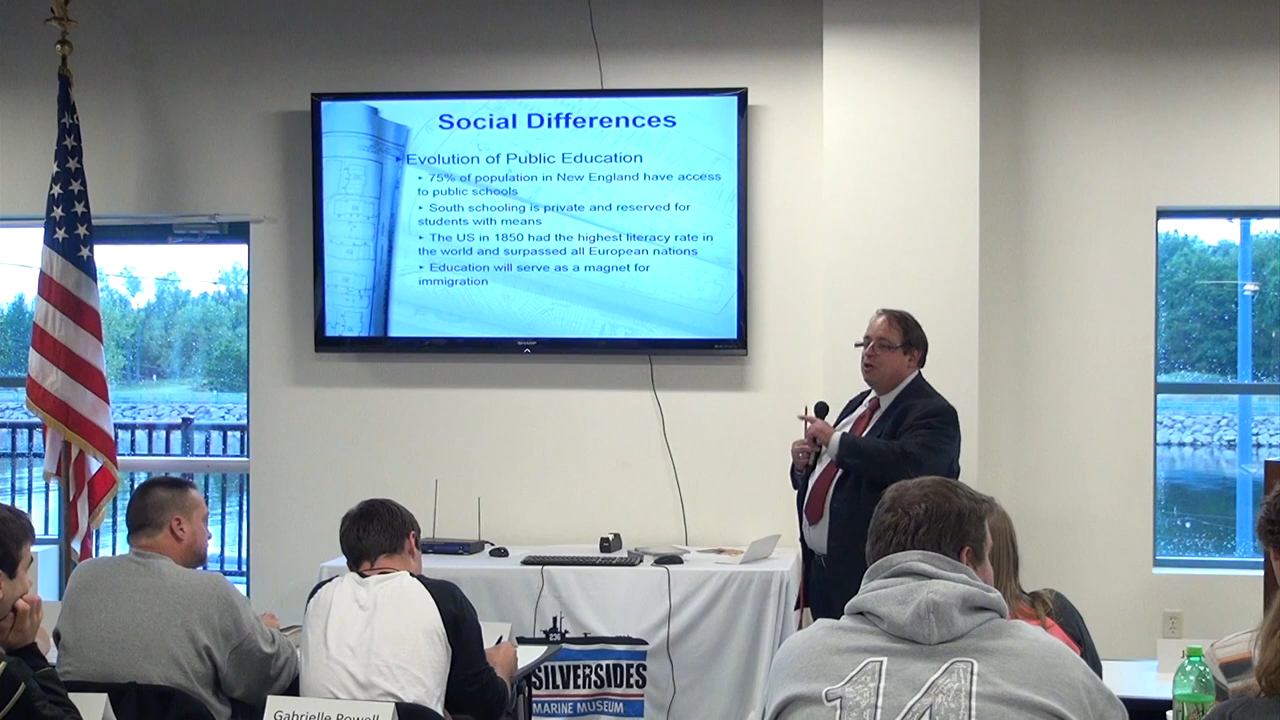 Social Differences
Evolution of Public Education
75% of population in New England have access
to public schools
South schooling is private and reserved for
students with means
The US in 1850 had the highest literacy rate in
the world and surpassed all European nations
Education will serve as a magnet for
immigration
SHARP
236
SILVERSIDES
MARINE MUSEUM
14
Gabrielle Powell